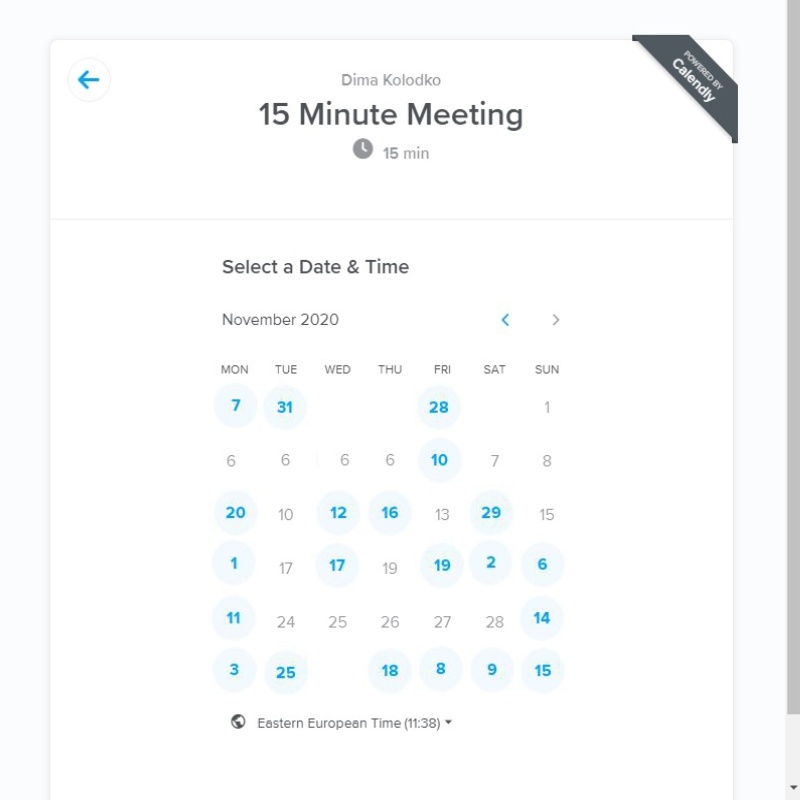 Dima Kolodko
POWERED BY
Calendly
15 Minute Meeting
15 min
Select a Date & Time
November 2020
MON TUE WED THU FRI SAT SUN
7 31 28 1
6 6 6 6 10 7 8
20 10 12 16 13 29 15
1 17 17 19 19 2 6
11 24 25 26 27 28 14
3 25 18 8 9 15
Eastern European Time (11:38)